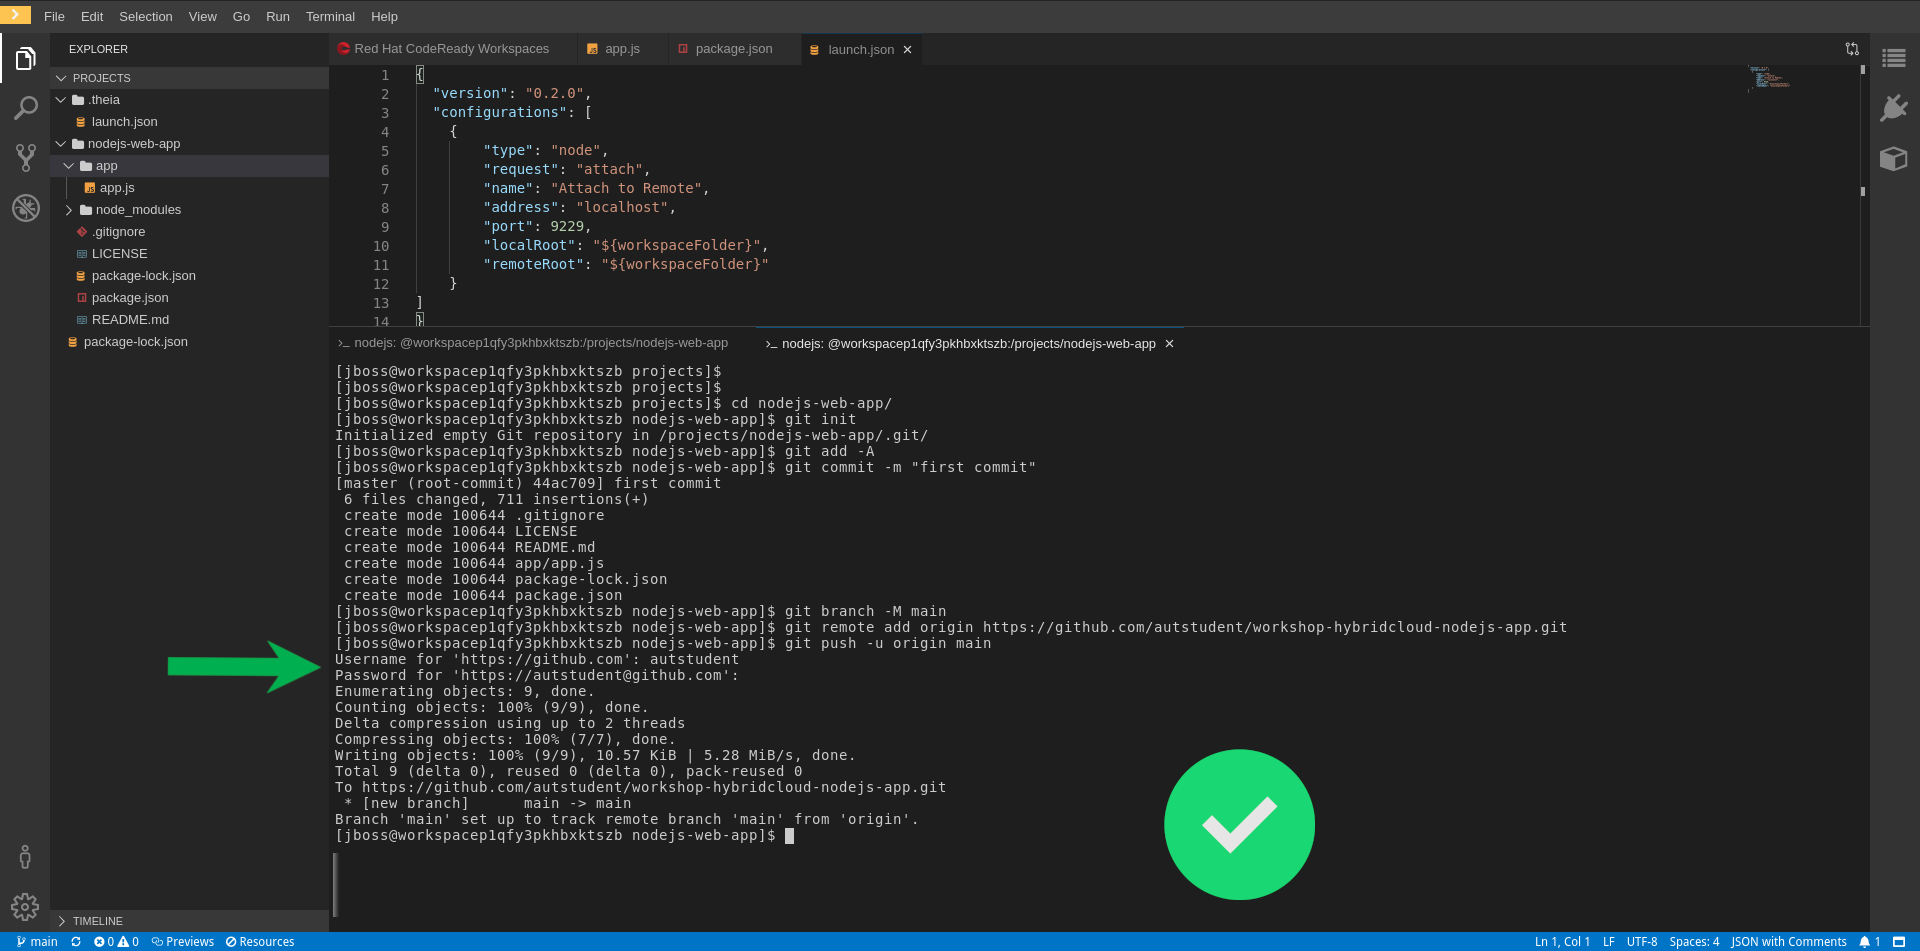 File Edit Selection View Go Run Terminal Help
EXPLORER
PROJECTS
.theia
launch.json
nodejs-web-app
app
app.js
node_modules
.gitignore
LICENSE
package-lock.json
package.json
README.md
package-lock.json
TIMELINE
Red Hat CodeReady Workspaces app.js package.json launch.json
1 {
2 "version": "0.2.0",
3 "configurations": [
4 {
5 "type": "node",
6 "request": "attach",
7 "name": "Attach to Remote",
8 "address": "localhost",
9 "port": 9229,
10 "localRoot": "${workspaceFolder}",
11 "remoteRoot": "${workspaceFolder}"
12 }
13 ]
14 }
>_ nodejs: @workspacep1qfy3pkhbxktszb:/projects/nodejs-web-app >_ nodejs: @workspacep1qfy3pkhbxktszb:/projects/nodejs-web-app
[jboss@workspacep1qfy3pkhbxktszb projects]$
[jboss@workspacep1qfy3pkhbxktszb projects]$
[jboss@workspacep1qfy3pkhbxktszb projects]$ cd nodejs-web-app/
[jboss@workspacep1qfy3pkhbxktszb nodejs-web-app]$ git init
Initialized empty Git repository in /projects/nodejs-web-app/.git/
[jboss@workspacep1qfy3pkhbxktszb nodejs-web-app]$ git add -A
[jboss@workspacep1qfy3pkhbxktszb nodejs-web-app]$ git commit -m "first commit"
[master (root-commit) 44ac709] first commit
6 files changed, 711 insertions(+)
create mode 100644 .gitignore
create mode 100644 LICENSE
create mode 100644 README.md
create mode 100644 app/app.js
create mode 100644 package-lock.json
create mode 100644 package.json
[jboss@workspacep1qfy3pkhbxktszb nodejs-web-app]$ git branch -M main
[jboss@workspacep1qfy3pkhbxktszb nodejs-web-app]$ git remote add origin https://github.com/autstudent/workshop-hybridcloud-nodejs-app.git
[jboss@workspacep1qfy3pkhbxktszb nodejs-web-app]$ git push -u origin main
Username for 'https://github.com': autstudent
Password for 'https://autstudent@github.com':
Enumerating objects: 9, done.
Counting objects: 100% (9/9), done.
Delta compression using up to 2 threads
Compressing objects: 100% (7/7), done.
Writing objects: 100% (9/9), 10.57 KiB | 5.28 MiB/s, done.
Total 9 (delta 0), reused 0 (delta 0), pack-reused 0
To https://github.com/autstudent/workshop-hybridcloud-nodejs-app.git
* [new branch] main -> main
Branch 'main' set up to track remote branch 'main' from 'origin'.
[jboss@workspacep1qfy3pkhbxktszb nodejs-web-app]$
main 0 0 Previews Resources Ln 1, Col 1 LF UTF-8 Spaces: 4 JSON with Comments 1